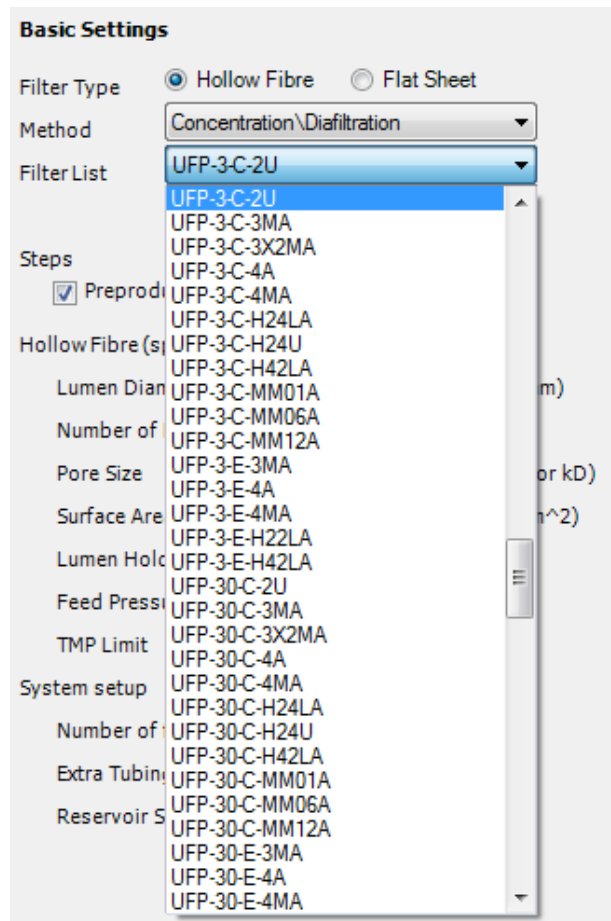 Basic Settings
Filter Type Hollow Fibre Flat Sheet
Method Concentration\Diafiltration
Filter List UFP-3-C-2U
UFP-3-C-2U
UFP-3-C-3MA
UFP-3-C-3X2MA
Steps UFP-3-C-4A
Preprodu UFP-3-C-4MA
UFP-3-C-H24LA
Hollow Fibre (sp UFP-3-C-H24U
UFP-3-C-H42LA
Lumen Dian UFP-3-C-MM01A m)
UFP-3-C-MM06A
Number of UFP-3-C-MM12A
UFP-3-E-3MA
Pore Size UFP-3-E-4A or kD)
UFP-3-E-4MA
Surface Are UFP-3-E-H22LA n^2)
UFP-3-E-H42LA
Lumen Hold UFP-30-C-2U
Feed Pressu UFP-30-C-3MA
UFP-30-C-3X2MA
TMP Limit UFP-30-C-4A
System setup UFP-30-C-4MA
UFP-30-C-H24LA
Number of UFP-30-C-H24U
UFP-30-C-H42LA
Extra Tubing UFP-30-C-MM01A
UFP-30-C-MM06A
Reservoir S UFP-30-C-MM12A
UFP-30-E-3MA
UFP-30-E-4A
UFP-30-E-4MA